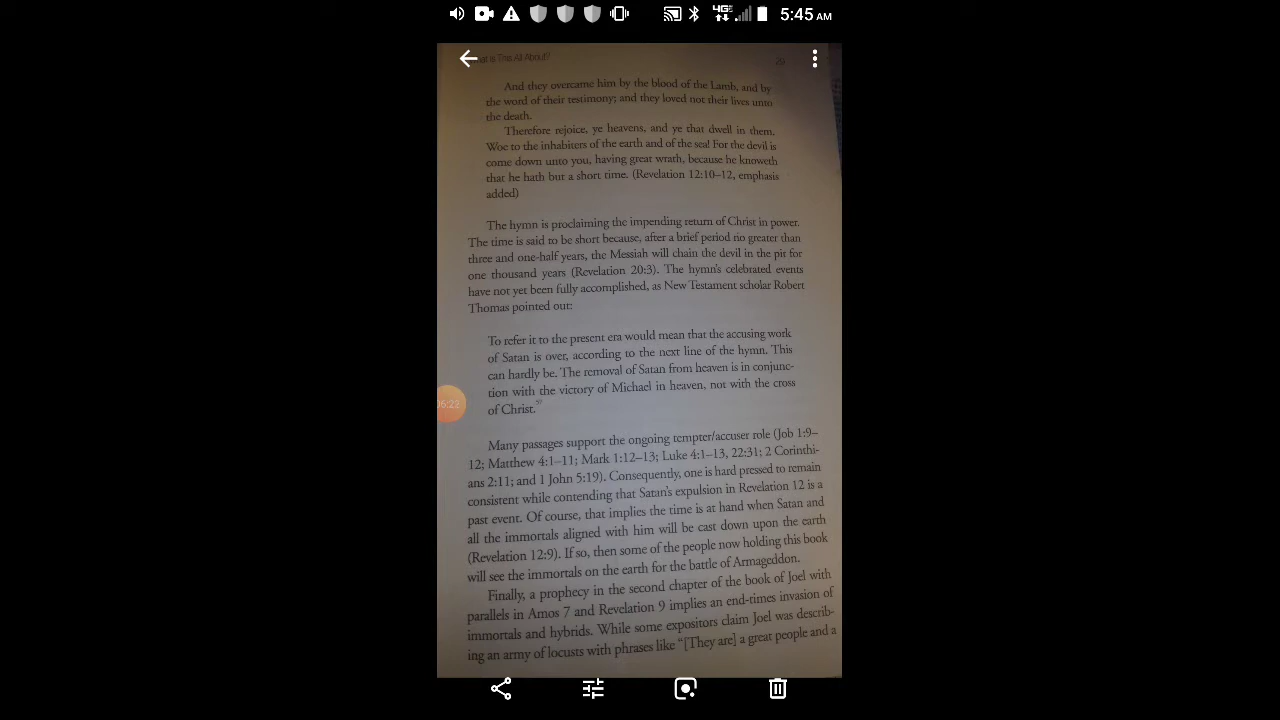 4G 5:45 AM
is This All About?
And they overcame him by the blood of the Lamb, and by
the word of their testimony; and they loved not their lives unto
the death.
Therefore rejoice, ye heavens, and ye that dwell in them.
Woe to the inhabiters of the earth and of the sea! For the devil is
come down unto you, having great wrath, because he knoweth
that he hath but a short time. (Revelation 12:10–12, emphasis
added)
The hymn is proclaiming the impending return of Christ in power.
The time is said to be short because, after a brief period no greater than
three and one-half years, the Messiah will chain the devil in the pit for
one thousand years (Revelation 20:3). The hymn's celebrated events
have not yet been fully accomplished, as New Testament scholar Robert
Thomas pointed out:
To refer it to the present era would mean that the accusing work
of Satan is over, according to the next line of the hymn. This
can hardly be. The removal of Satan from heaven is in conjunc-
tion with the victory of Michael in heaven, not with the cross
of Christ.
06:22
Many passages support the ongoing tempter/accuser role (Job 1:9–
12; Matthew 4:1–11; Mark 1:12–13; Luke 4:1–13, 22:31; 2 Corinthi-
ans 2:11; and 1 John 5:19). Consequently, one is hard pressed to remain
consistent while contending that Satan's expulsion in Revelation 12 is a
past event. Of course, that implies the time is at hand when Satan and
all the immortals aligned with him will be cast down upon the earth
(Revelation 12:9). If so, then some of the people now holding this book
will see the immortals on the earth for the battle of Armageddon.
Finally, a prophecy in the second chapter of the book of Joel with
parallels in Amos 7 and Revelation 9 implies an end-times invasion of
immortals and hybrids. While some expositors claim Joel was describ-
ing an army of locusts with phrases like "[They are] a great people and a